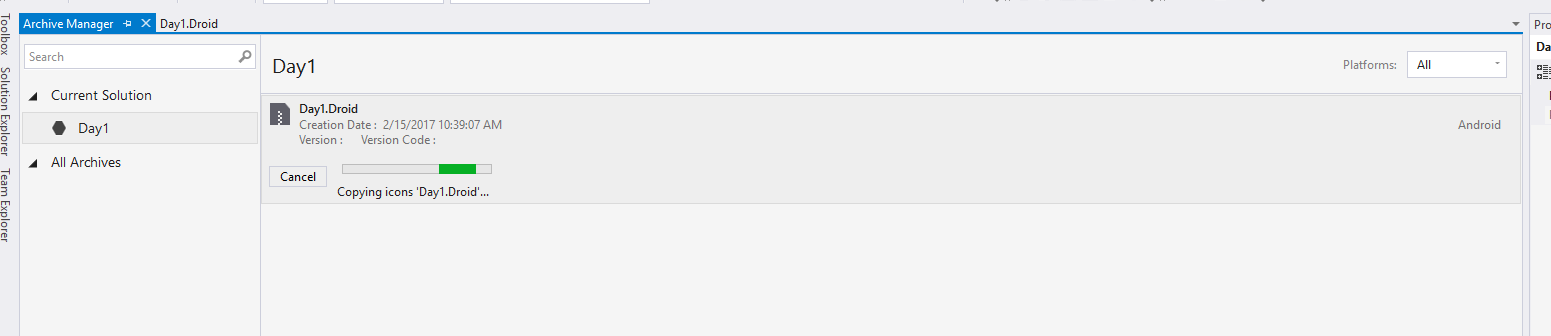 Archive Manager
Day1.Droid
Toolbox
Solution Explorer
Team Explorer
Search
Current Solution
Day1
All Archives
Day1
Platforms: All
Day1.Droid
Creation Date : 2/15/2017 10:39:07 AM
Version : Version Code :
Android
Cancel
Copying icons 'Day1.Droid'...
Pro
Da